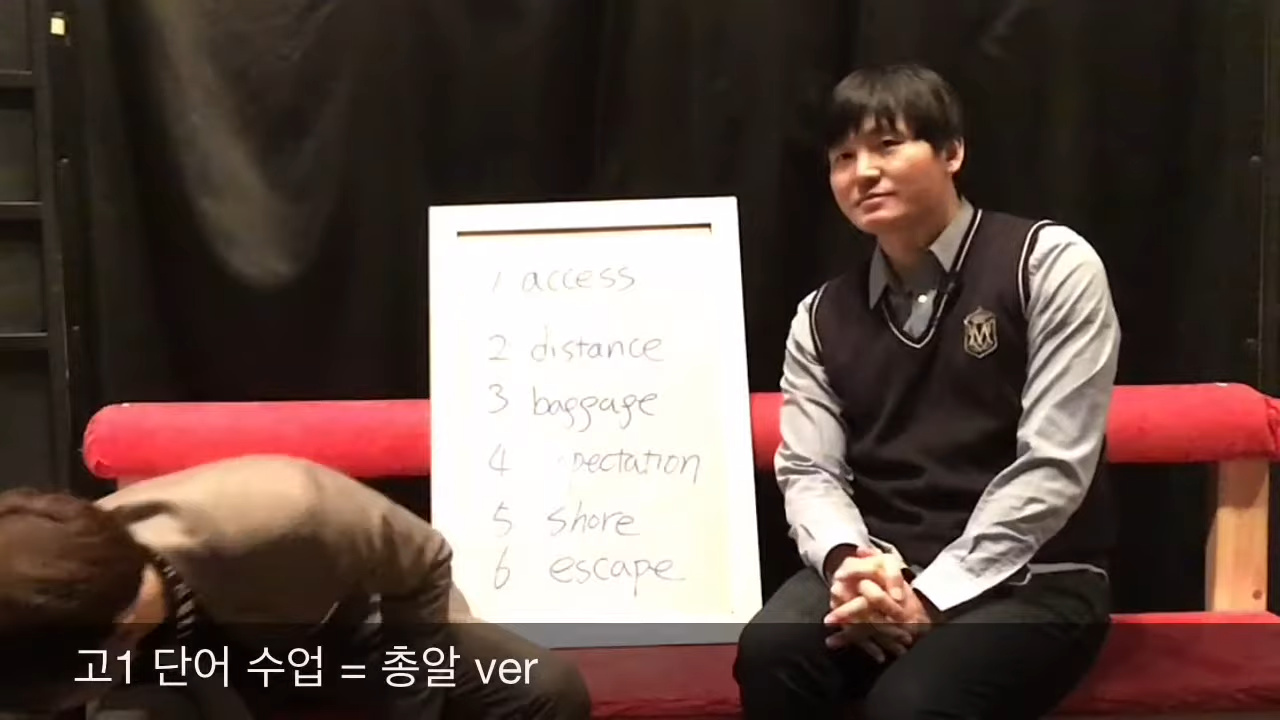 1 access
2 distance
3 baggage
4 pectation
5 shore
6 escape
고1 단어 수업 = 총알 ver
M